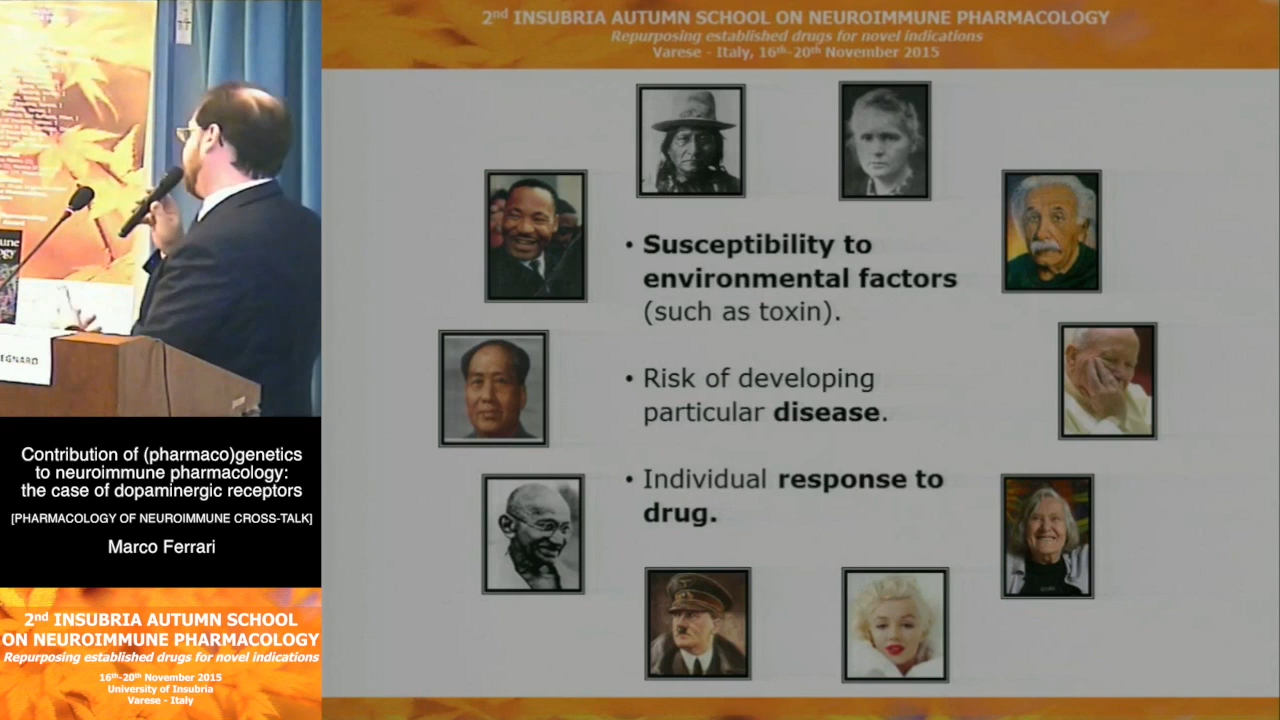 2nd INSUBRIA AUTUMN SCHOOL ON NEUROIMMUNE PHARMACOLOGY
Repurposing established drugs for novel indications
Varese - Italy, 16th-20th November 2015
• Susceptibility to
environmental factors
(such as toxin).
• Risk of developing
particular disease.
• Individual response to
drug.
EGNARD
Contribution of (pharmaco)genetics
to neuroimmune pharmacology:
the case of dopaminergic receptors
[PHARMACOLOGY OF NEUROIMMUNE CROSS-TALK]
Marco Ferrari
2nd INSUBRIA AUTUMN SCHOOL
ON NEUROIMMUNE PHARMACOLOGY
Repurposing established drugs for novel indications
16th-20th November 2015
University of Insubria
Varese - Italy